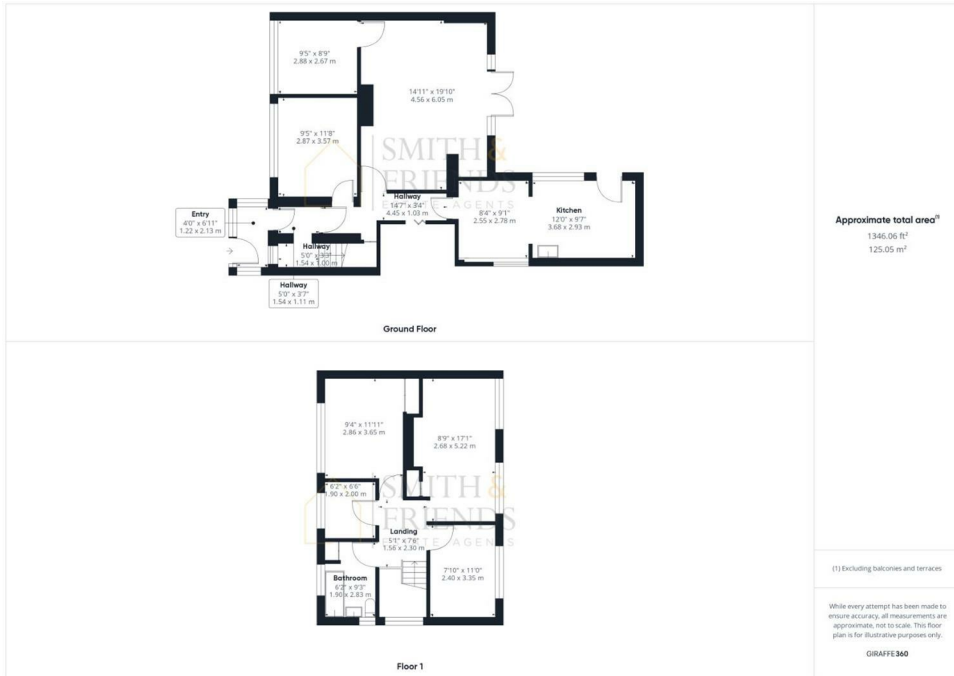 9'5" x 8'9"
2.88 x 2.67 m
14'11" x 19'10"
4.56 x 6.05 m
9'5" x 11'8"
2.87 x 3.57 m
SMITH &
FRIENDS
ESTATE AGENTS
Hallway
14'7" x 3'4"
4.45 x 1.03 m
8'4" x 9'1"
2.55 x 2.78 m
Kitchen
12'0" x 9'7"
3.68 x 2.93 m
Entry
4'0" x 6'11"
1.22 x 2.13 m
Hallway
5'0" x 3'3"
1.54 x 1.00 m
Hallway
5'0" x 3'7"
1.54 x 1.11 m
Ground Floor
9'4" x 11'11"
2.86 x 3.65 m
8'9" x 17'1"
2.68 x 5.22 m
6'2" x 6'6"
1.90 x 2.00 m
SMITH &
FRIENDS
ESTATE AGENTS
Landing
5'1" x 7'6"
1.56 x 2.30 m
Bathroom
6'2" x 9'3"
1.90 x 2.83 m
7'10" x 11'0"
2.40 x 3.35 m
Floor 1
Approximate total area(1)
1346.06 ft²
125.05 m²
(1) Excluding balconies and terraces
While every attempt has been made to
ensure accuracy, all measurements are
approximate, not to scale. This floor
plan is for illustrative purposes only.
GIRAFFE360